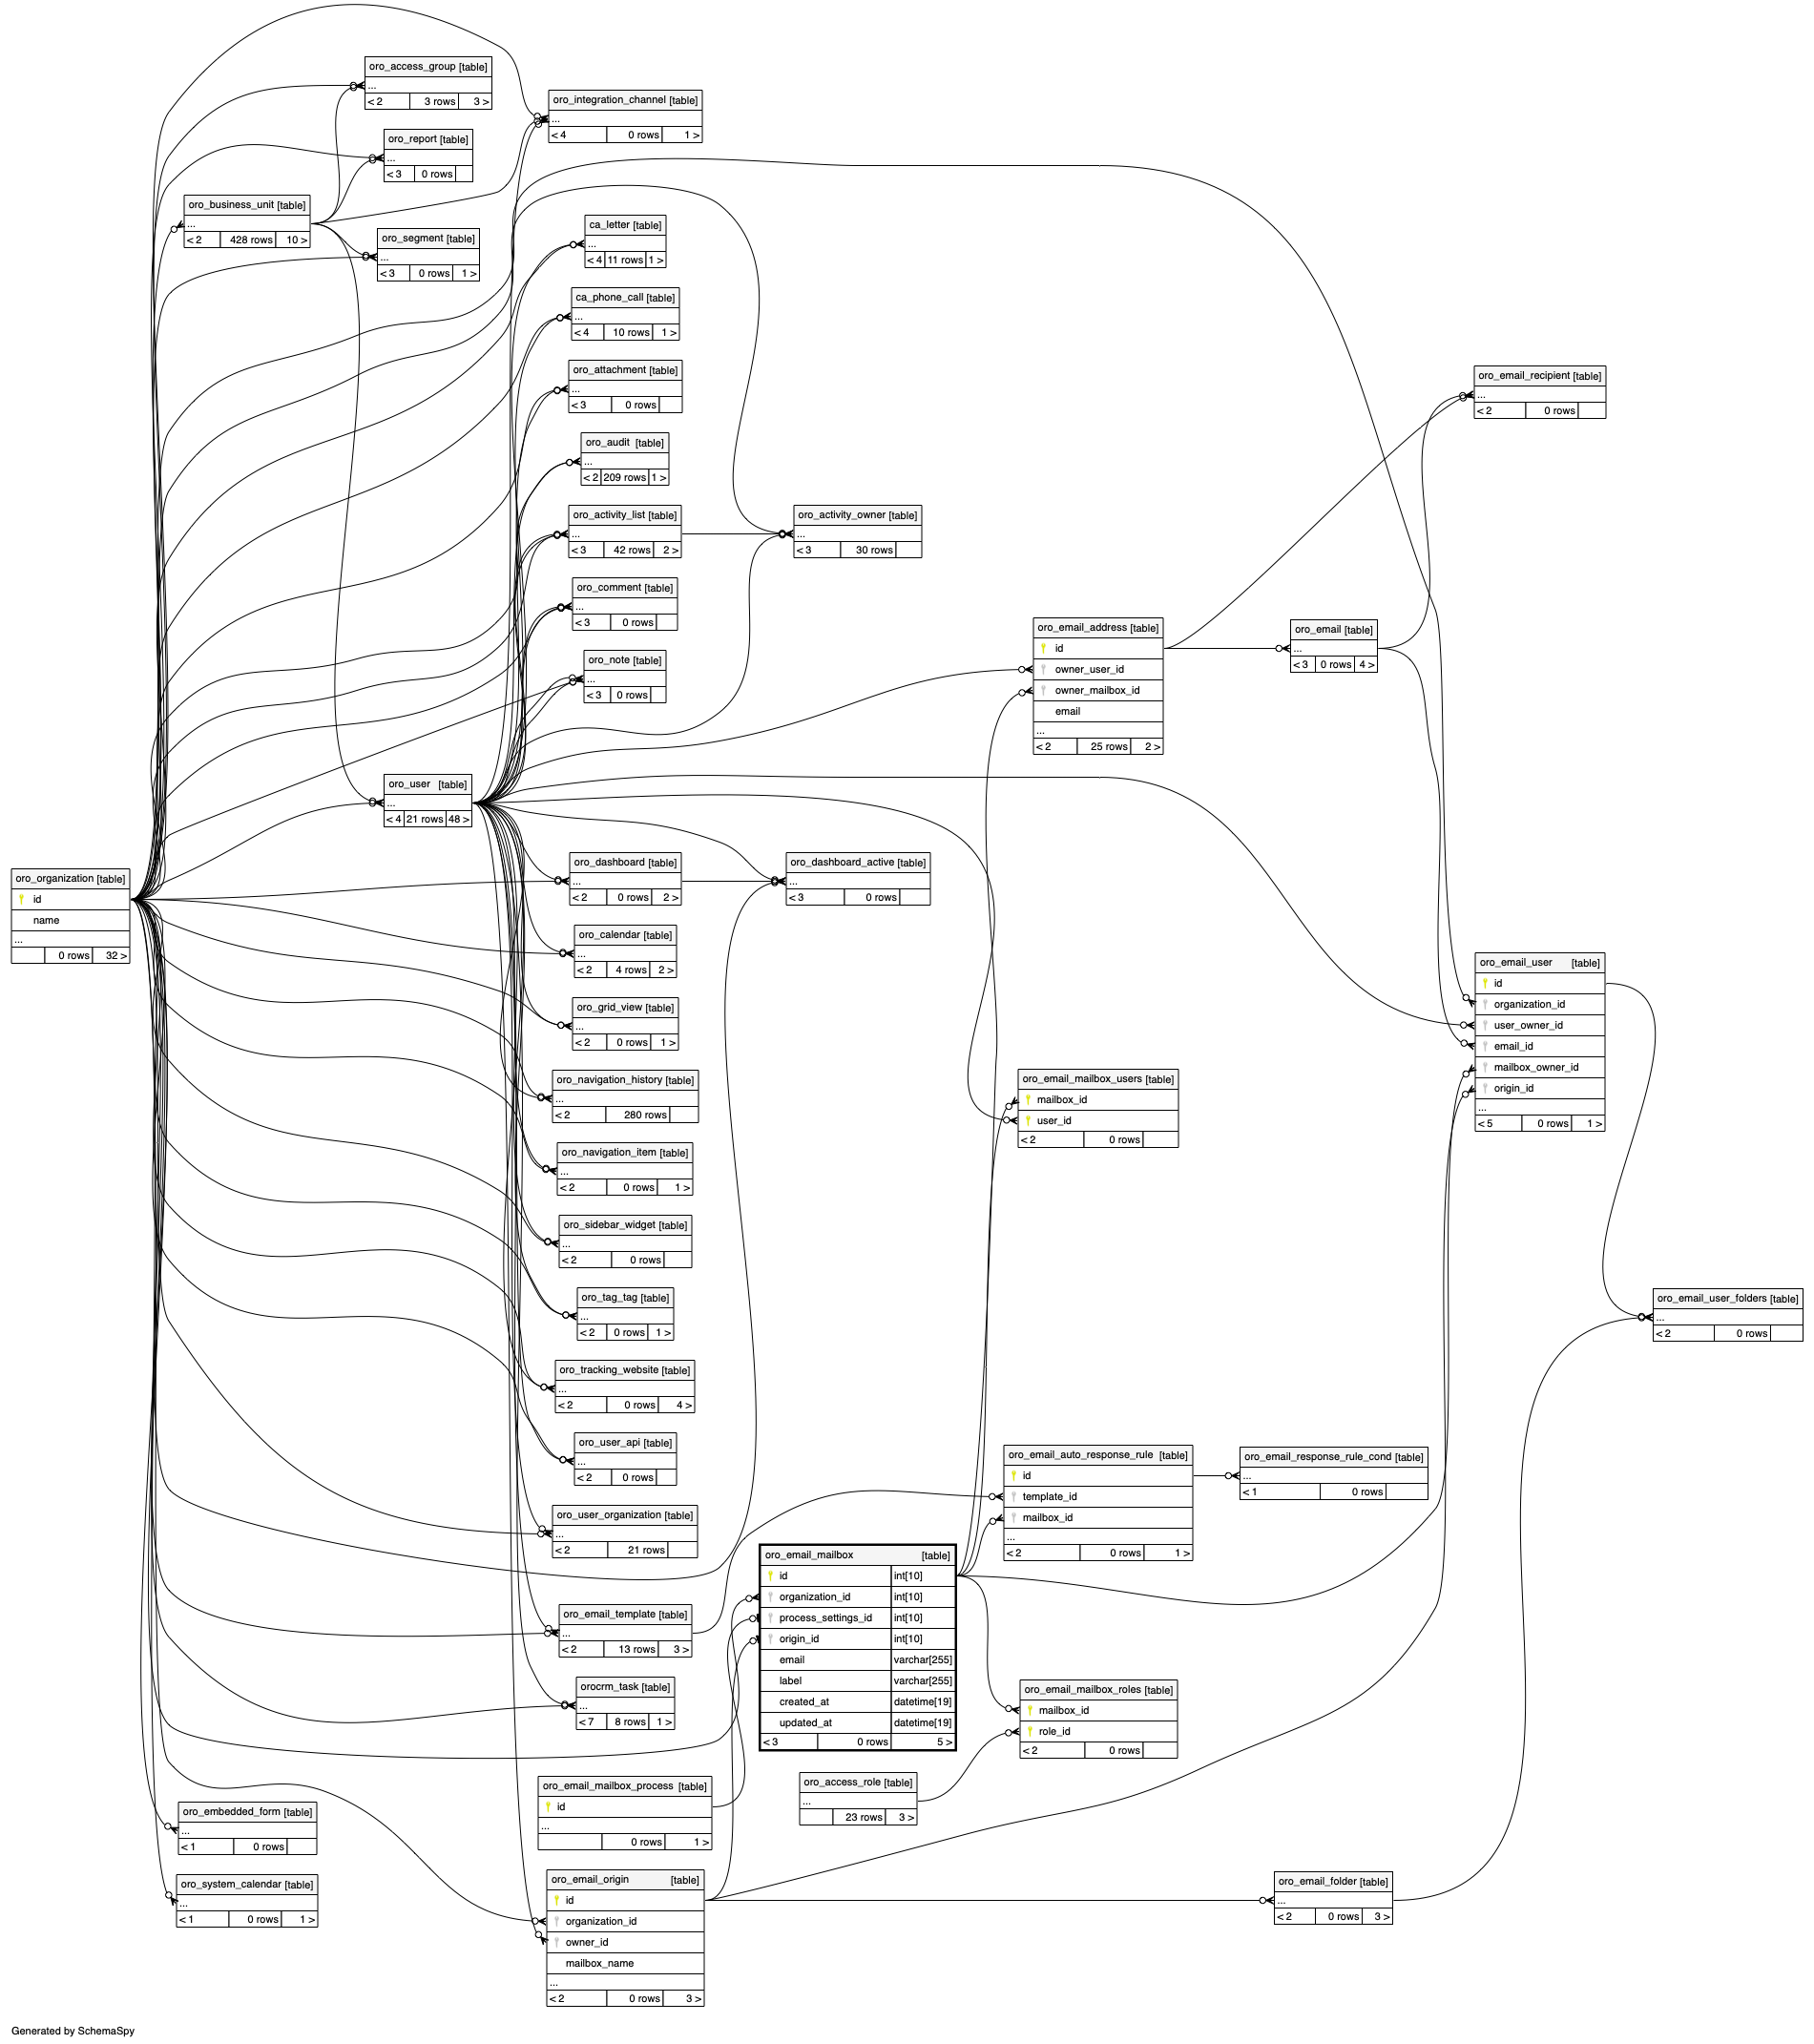 oro_access_group [table]
...
< 2 3 rows 3 >
oro_integration_channel [table]
...
< 4 0 rows 1 >
oro_report [table]
...
< 3 0 rows
oro_business_unit [table]
...
< 2 428 rows 10 >
oro_segment [table]
...
< 3 0 rows 1 >
ca_letter [table]
...
< 4 11 rows 1 >
ca_phone_call [table]
...
< 4 10 rows 1 >
oro_attachment [table]
...
< 3 0 rows
oro_email_recipient [table]
...
< 2 0 rows
oro_audit [table]
...
< 2 209 rows 1 >
oro_activity_list [table]
...
< 3 42 rows 2 >
oro_activity_owner [table]
...
< 3 30 rows
oro_comment [table]
...
< 3 0 rows
oro_email_address [table]
id
owner_user_id
owner_mailbox_id
email
...
< 2 25 rows 2 >
oro_email [table]
...
< 3 0 rows 4 >
oro_note [table]
...
< 3 0 rows
oro_user [table]
...
< 4 21 rows 48 >
oro_organization [table]
id
name
...
0 rows 32 >
oro_dashboard [table]
...
< 2 0 rows 2 >
oro_dashboard_active [table]
...
< 3 0 rows
oro_calendar [table]
...
< 2 4 rows 2 >
oro_email_user [table]
id
organization_id
user_owner_id
email_id
mailbox_owner_id
origin_id
...
< 5 0 rows 1 >
oro_grid_view [table]
...
< 2 0 rows 1 >
oro_navigation_history [table]
...
< 2 280 rows
oro_email_mailbox_users [table]
mailbox_id
user_id
< 2 0 rows
oro_navigation_item [table]
...
< 2 0 rows 1 >
oro_sidebar_widget [table]
...
< 2 0 rows
oro_tag_tag [table]
...
< 2 0 rows 1 >
oro_email_user_folders [table]
...
< 2 0 rows
oro_tracking_website [table]
...
< 2 0 rows 4 >
oro_user_api [table]
...
< 2 0 rows
oro_email_auto_response_rule [table]
id
template_id
mailbox_id
...
< 2 0 rows 1 >
oro_email_response_rule_cond [table]
...
< 1 0 rows
oro_user_organization [table]
...
< 2 21 rows
oro_email_mailbox [table]
id int[10]
organization_id int[10]
process_settings_id int[10]
origin_id int[10]
email varchar[255]
label varchar[255]
created_at datetime[19]
updated_at datetime[19]
< 3 0 rows 5 >
oro_email_template [table]
...
< 2 13 rows 3 >
orocrm_task [table]
...
< 7 8 rows 1 >
oro_email_mailbox_roles [table]
mailbox_id
role_id
< 2 0 rows
oro_email_mailbox_process [table]
id
...
0 rows 1 >
oro_access_role [table]
...
23 rows 3 >
oro_embedded_form [table]
...
< 1 0 rows
oro_system_calendar [table]
...
< 1 0 rows 1 >
oro_email_origin [table]
id
organization_id
owner_id
mailbox_name
...
< 2 0 rows 3 >
oro_email_folder [table]
...
< 2 0 rows 3 >
Generated by SchemaSpy